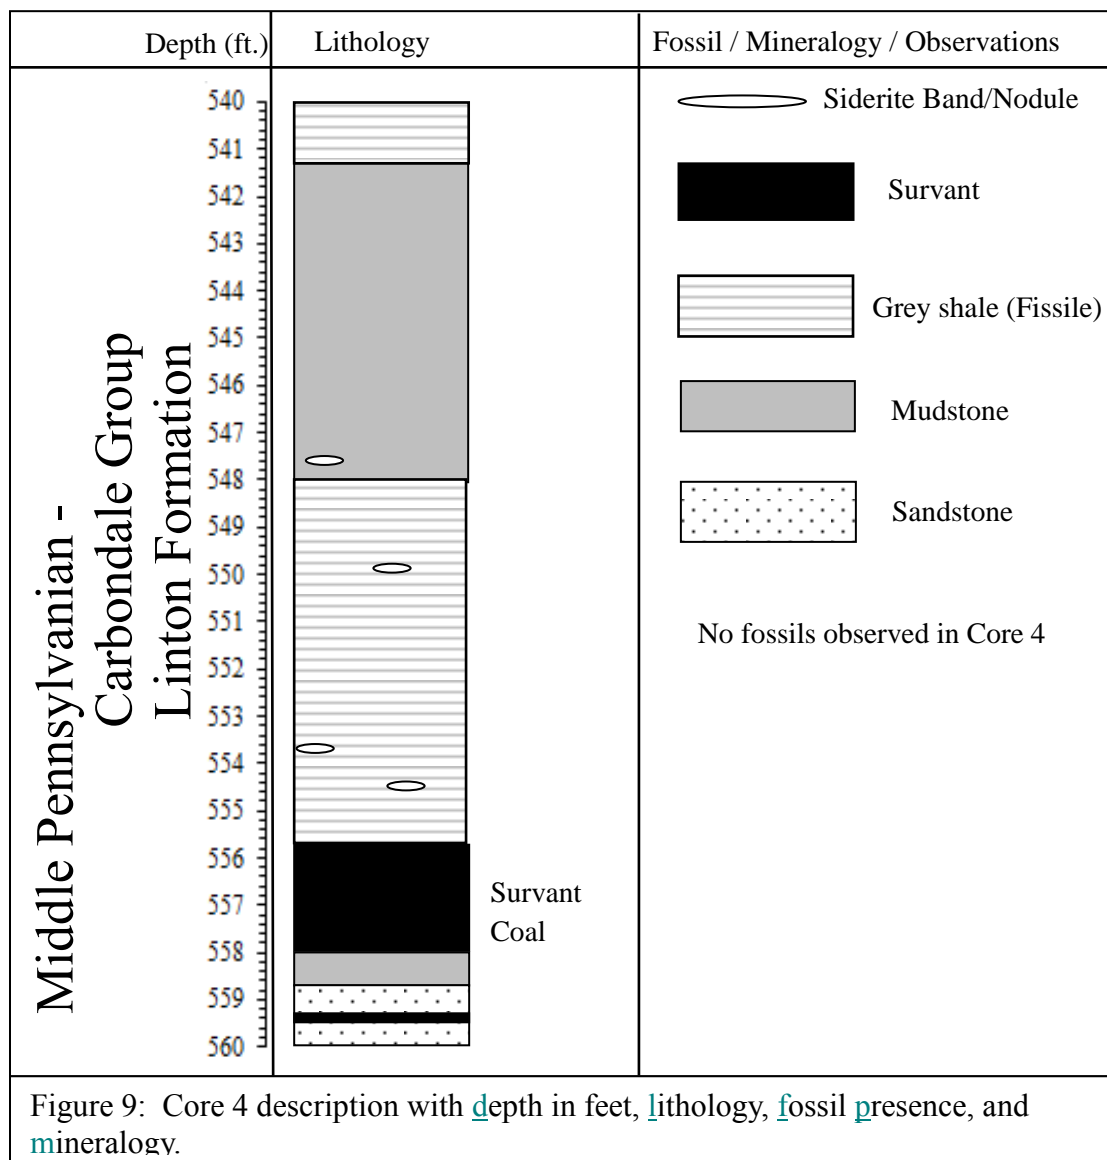 Depth (ft.)
Lithology
Fossil / Mineralogy / Observations
Middle Pennsylvanian -
Carbondale Group
Linton Formation
540
541
542
543
544
545
546
547
548
549
550
551
552
553
554
555
556
557
558
559
560
Survant
Coal
Siderite Band/Nodule
Survant
Grey shale (Fissile)
Mudstone
Sandstone
No fossils observed in Core 4
Figure 9: Core 4 description with depth in feet, lithology, fossil presence, and
mineralogy.